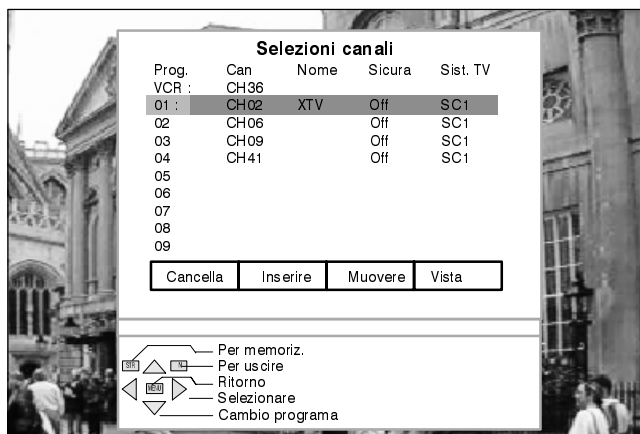 Selezioni canali
Prog. Can Nome Sicura Sist. TV
VCR : CH36
01 : CH02 XTV Off SC1
02 CH06 Off SC1
03 CH09 Off SC1
04 CH41 Off SC1
05
06
07
08
09
Cancella Inserire Muovere Vista
Per memoriz.
STR N Per uscire
MENU Ritorno
Selezionare
Cambio programa